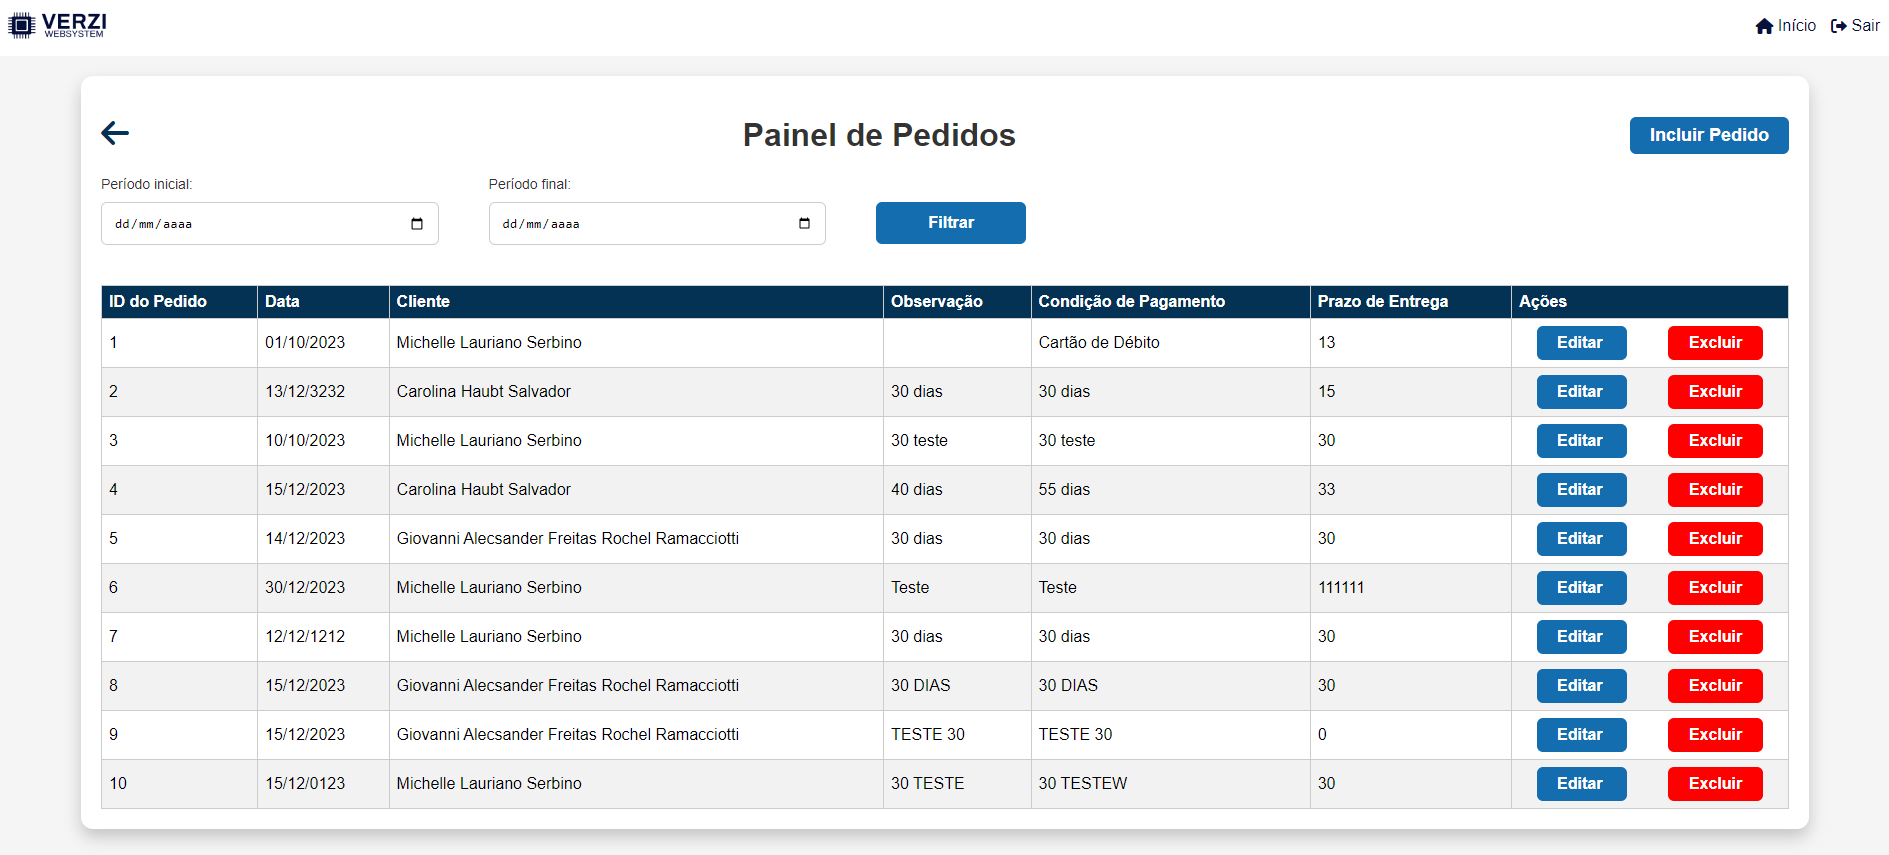 VERZI
WEBSYSTEM
Início Sair
Painel de Pedidos
Incluir Pedido
Período inicial: Período final:
dd/mm/aaaa dd/mm/aaaa Filtrar
ID do Pedido Data Cliente Observação Condição de Pagamento Prazo de Entrega Ações
1 01/10/2023 Michelle Lauriano Serbino Cartão de Débito 13 Editar Excluir
2 13/12/3232 Carolina Haubt Salvador 30 dias 30 dias 15 Editar Excluir
3 10/10/2023 Michelle Lauriano Serbino 30 teste 30 teste 30 Editar Excluir
4 15/12/2023 Carolina Haubt Salvador 40 dias 55 dias 33 Editar Excluir
5 14/12/2023 Giovanni Alecsander Freitas Rochel Ramacciotti 30 dias 30 dias 30 Editar Excluir
6 30/12/2023 Michelle Lauriano Serbino Teste Teste 111111 Editar Excluir
7 12/12/1212 Michelle Lauriano Serbino 30 dias 30 dias 30 Editar Excluir
8 15/12/2023 Giovanni Alecsander Freitas Rochel Ramacciotti 30 DIAS 30 DIAS 30 Editar Excluir
9 15/12/2023 Giovanni Alecsander Freitas Rochel Ramacciotti TESTE 30 TESTE 30 0 Editar Excluir
10 15/12/0123 Michelle Lauriano Serbino 30 TESTE 30 TESTEW 30 Editar Excluir